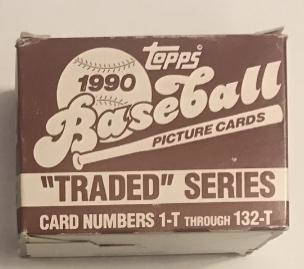 Topps
1990
Baseball
PICTURE CARDS
"TRADED" SERIES
CARD NUMBERS 1-T THROUGH 132-T